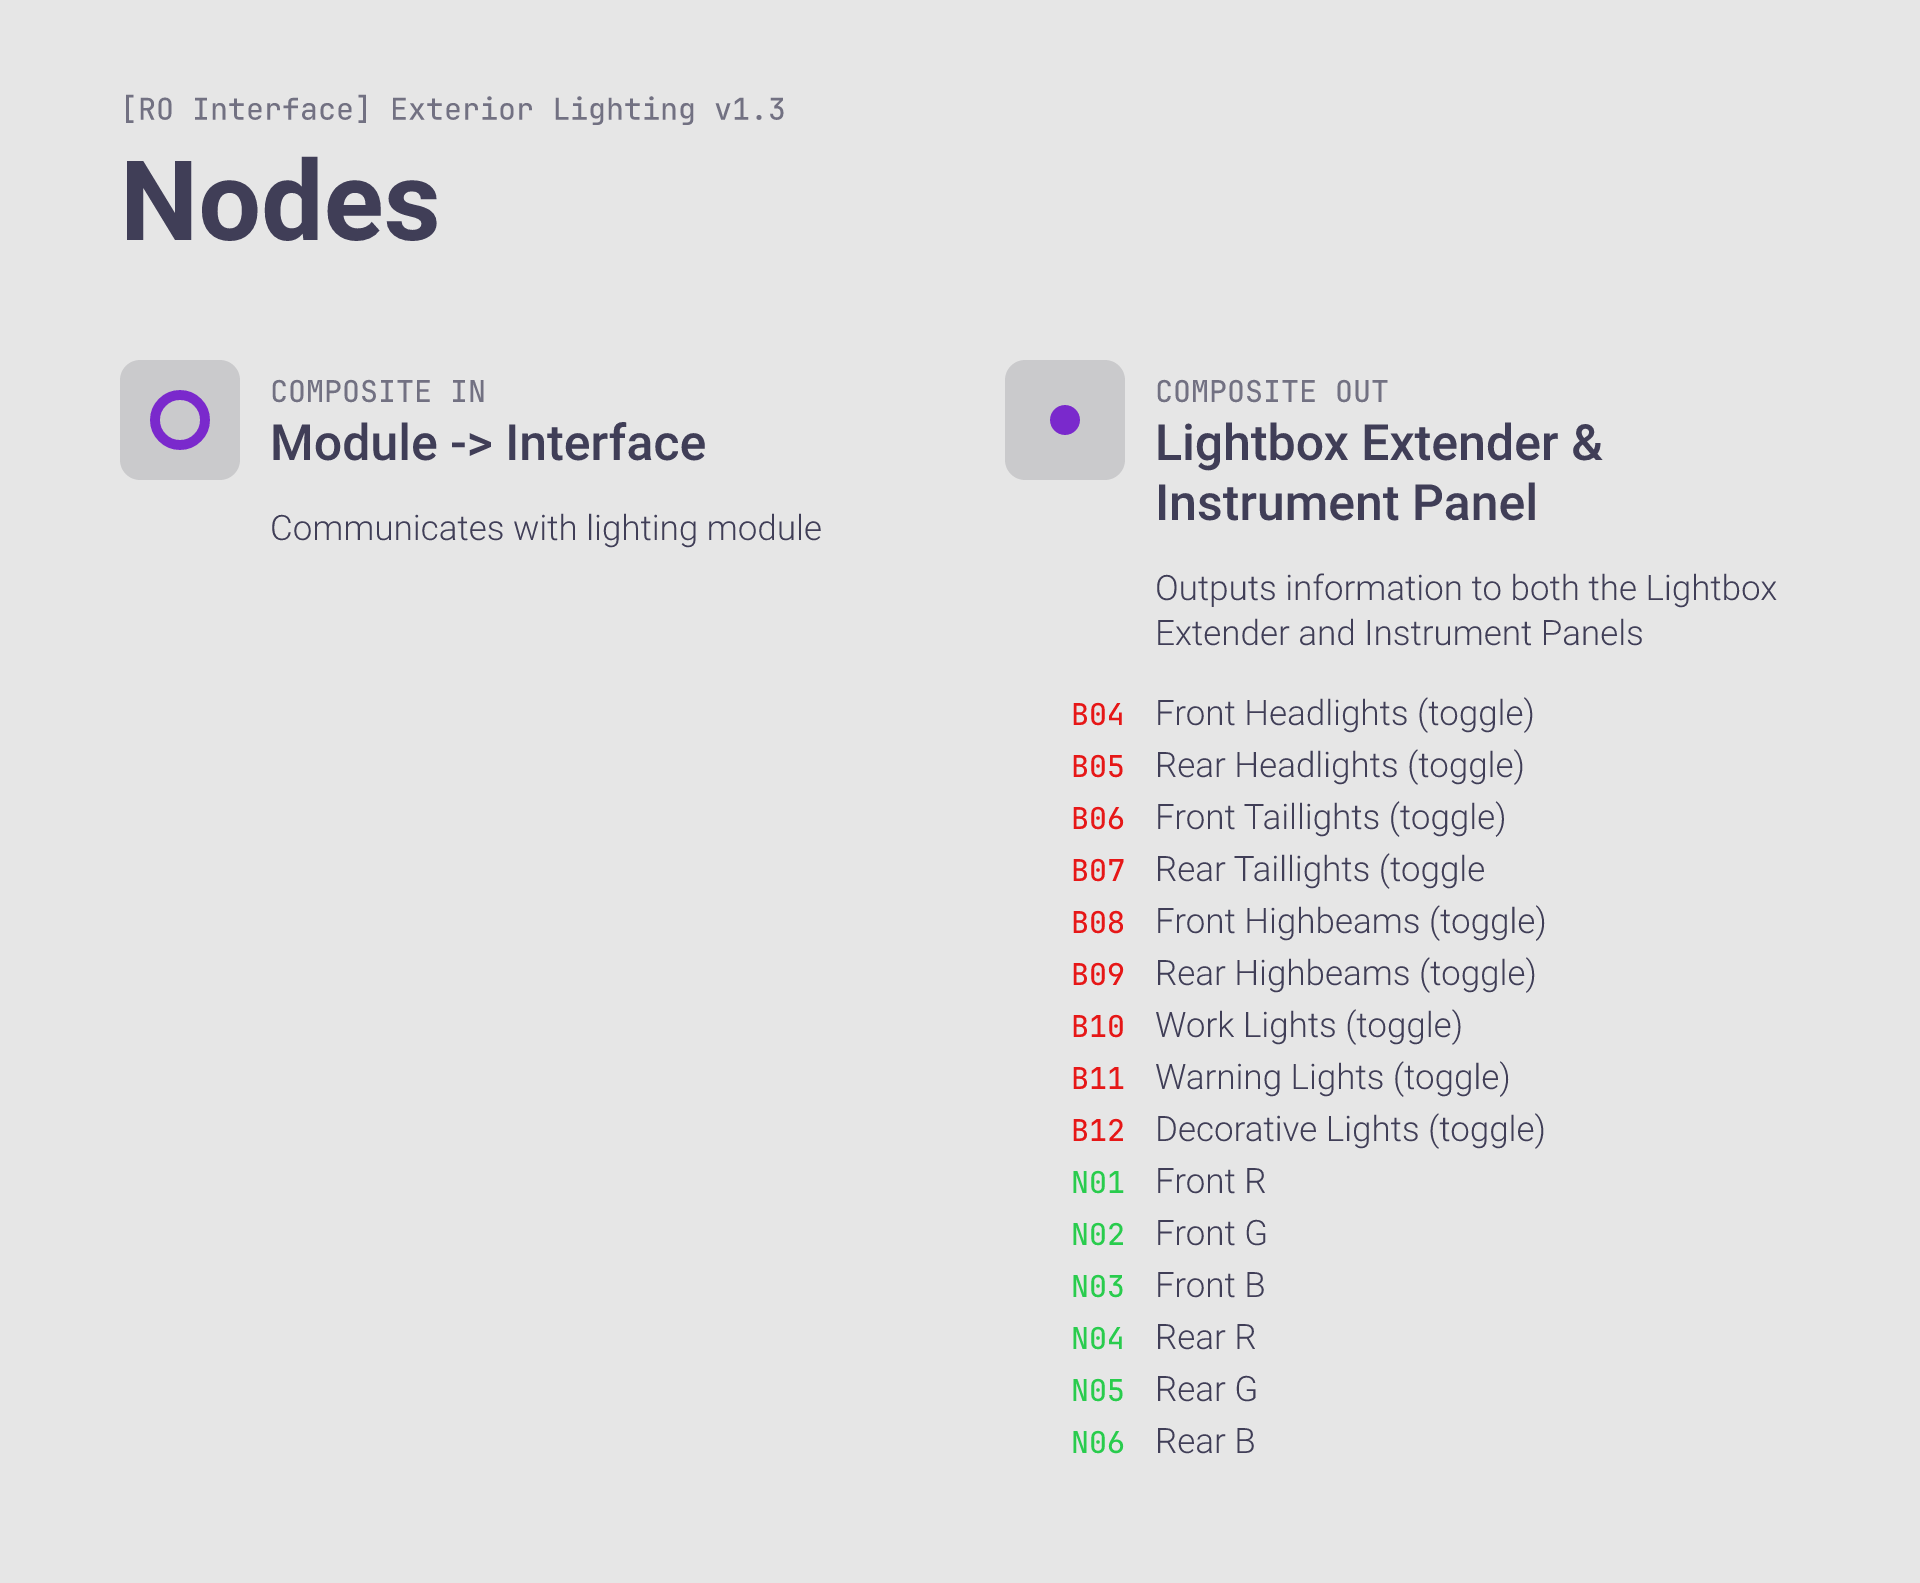 [RO Interface] Exterior Lighting v1.3
Nodes
COMPOSITE IN
Module -> Interface
Communicates with lighting module
COMPOSITE OUT
Lightbox Extender &
Instrument Panel
Outputs information to both the Lightbox
Extender and Instrument Panels
B04 Front Headlights (toggle)
B05 Rear Headlights (toggle)
B06 Front Taillights (toggle)
B07 Rear Taillights (toggle
B08 Front Highbeams (toggle)
B09 Rear Highbeams (toggle)
B10 Work Lights (toggle)
B11 Warning Lights (toggle)
B12 Decorative Lights (toggle)
N01 Front R
N02 Front G
N03 Front B
N04 Rear R
N05 Rear G
N06 Rear B